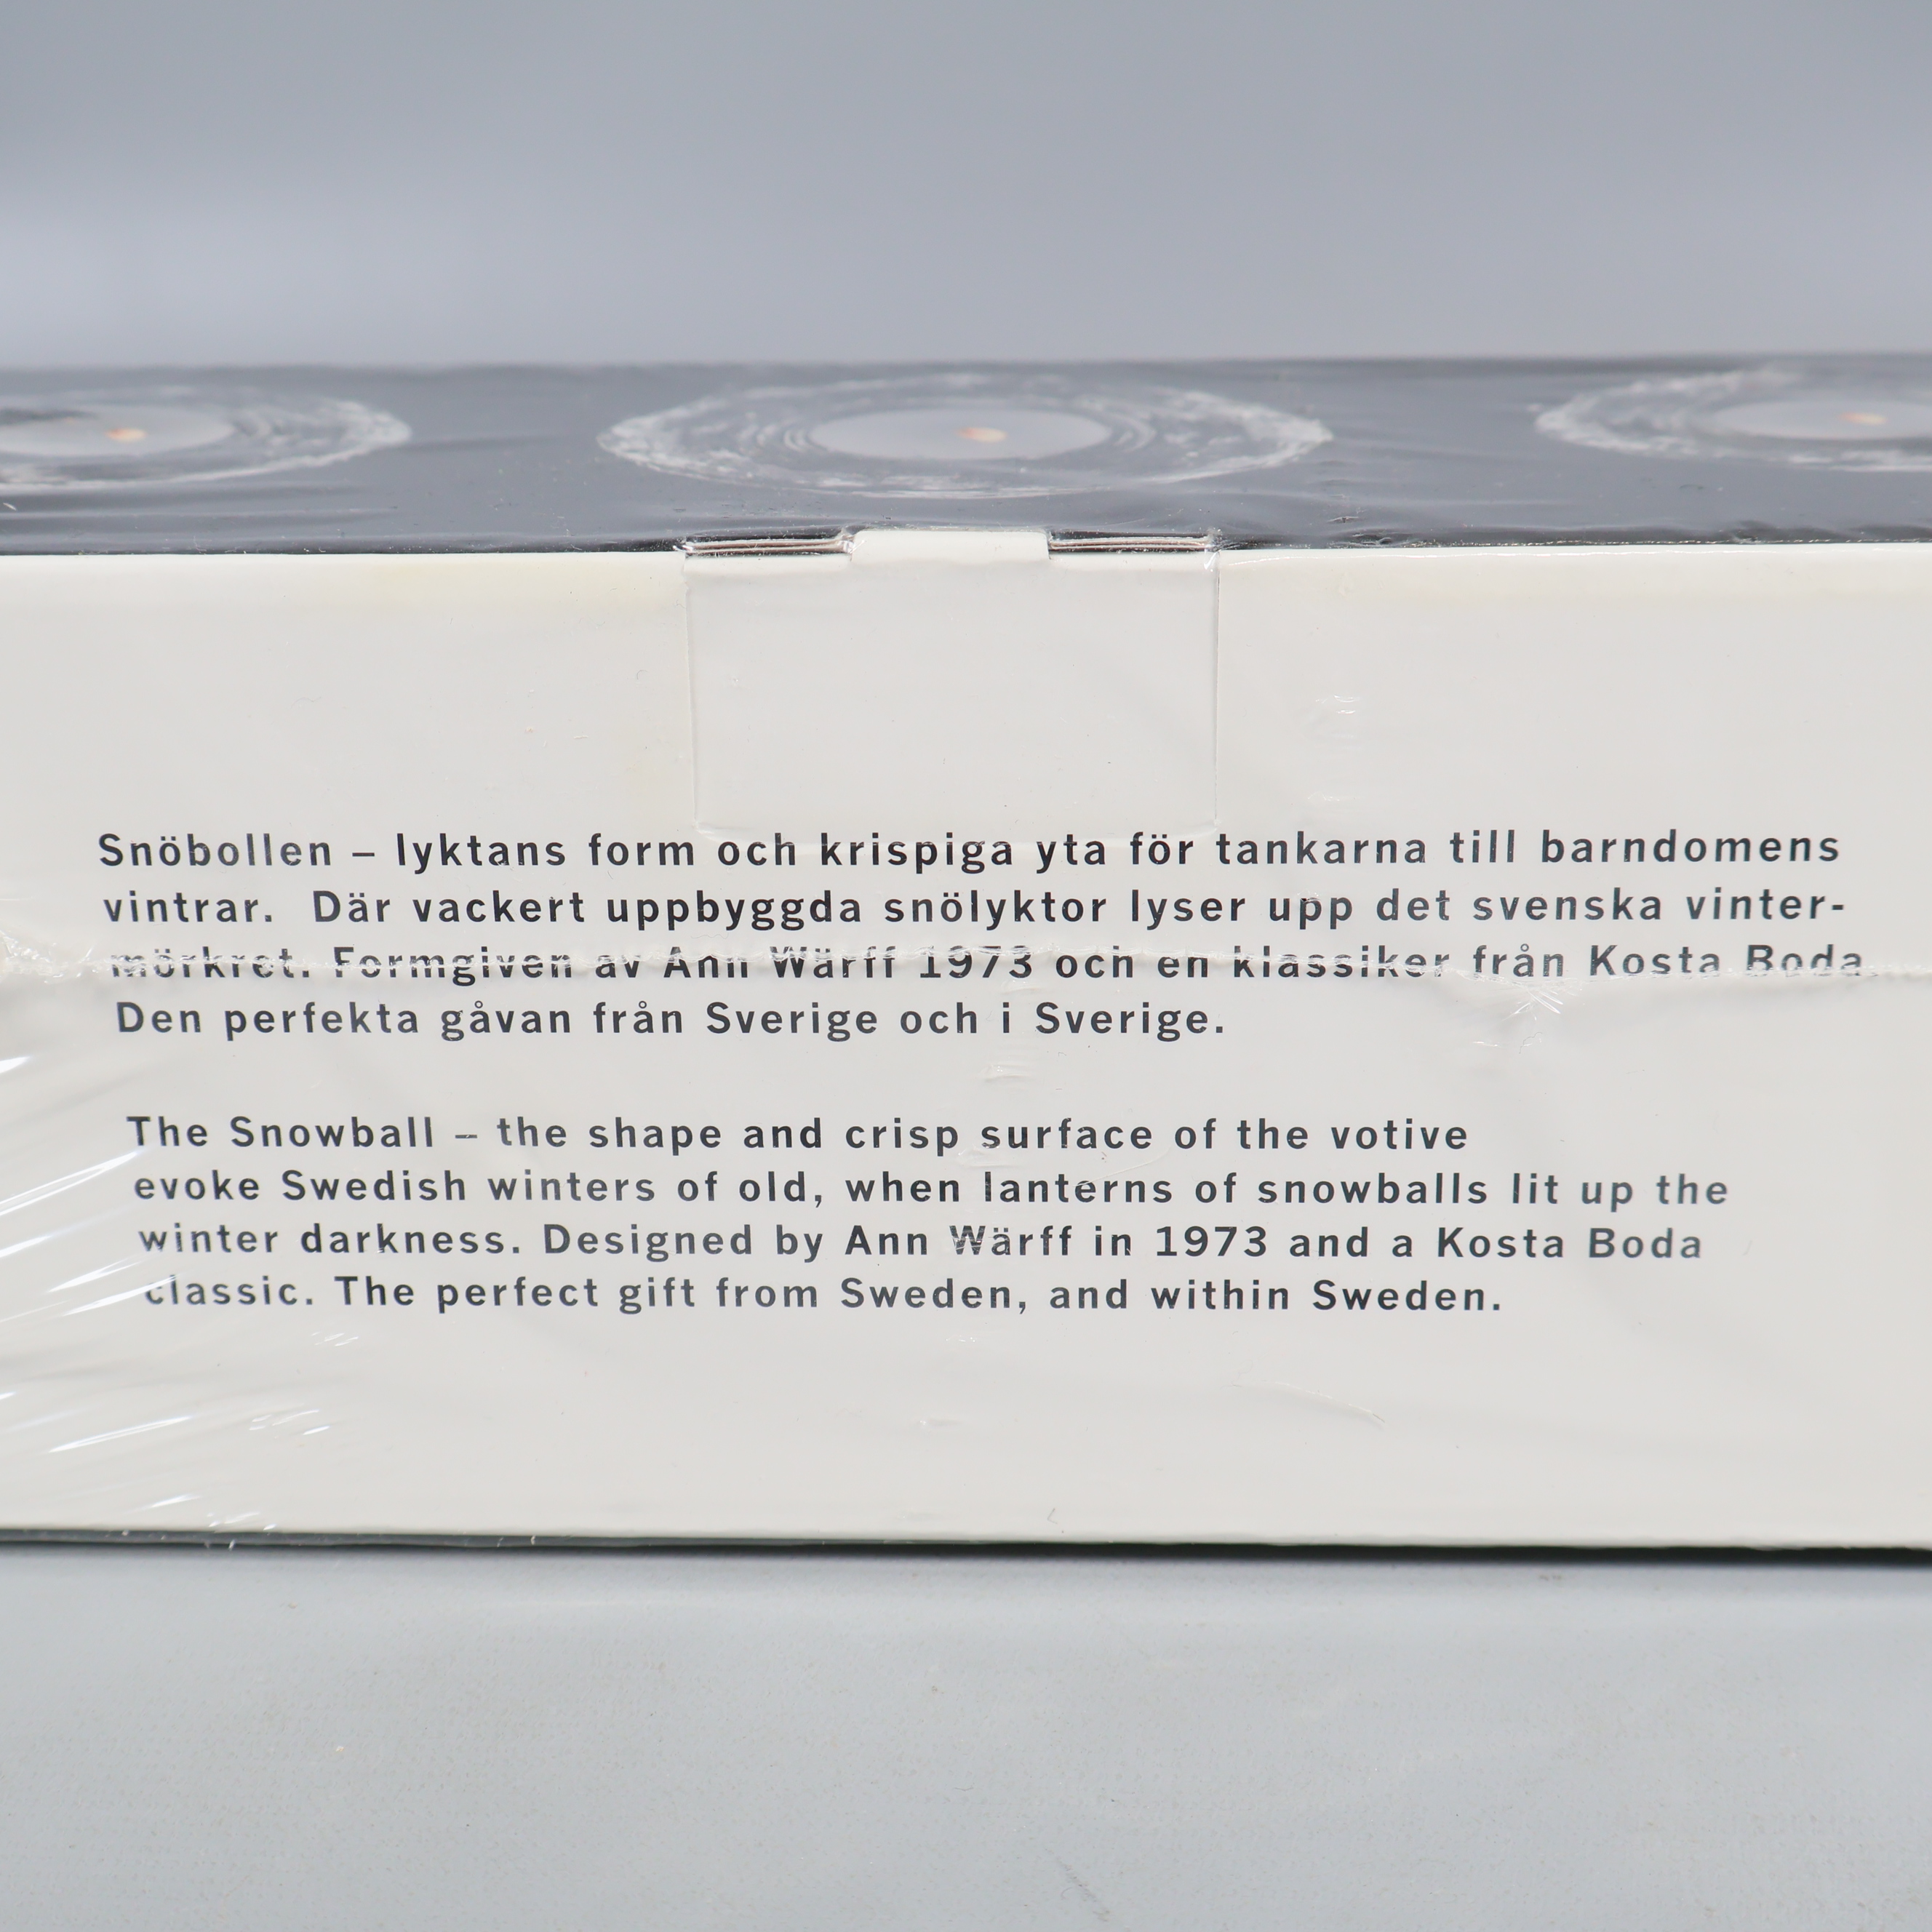 Snöbollen – lyktans form och krispiga yta för tankarna till barndomens
vintrar. Där vackert uppbyggda snölyktor lyser upp det svenska vinter-
mörkret. Formgiven av Ann Wärff 1973 och en klassiker från Kosta Boda.
Den perfekta gåvan från Sverige och i Sverige.
The Snowball – the shape and crisp surface of the votive
evoke Swedish winters of old, when lanterns of snowballs lit up the
winter darkness. Designed by Ann Wärff in 1973 and a Kosta Boda
classic. The perfect gift from Sweden, and within Sweden.